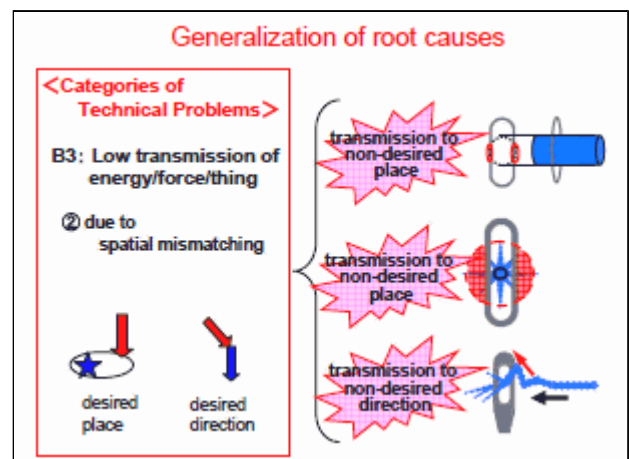 Generalization of root causes
＜Categories of
Technical Problems＞
B3: Low transmission of
energy/force/thing
② due to
spatial mismatching
desired
place
desired
direction
transmission to
non-desired
place
transmission to
non-desired
place
transmission to
non-desired
direction